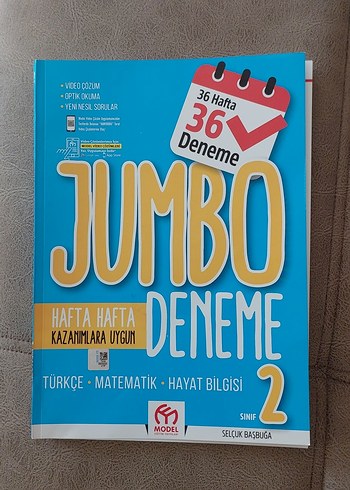 • VİDEO ÇÖZÜM
• OPTİK OKUMA
• YENİ NESİL SORULAR
36 Hafta
36
Deneme
JUMBO
HAFTA HAFTA
KAZANIMLARA UYGUN
DENEME
TÜRKÇE • MATEMATİK • HAYAT BİLGİSİ
SINIF 2
MODEL
SELÇUK BAŞBUĞA